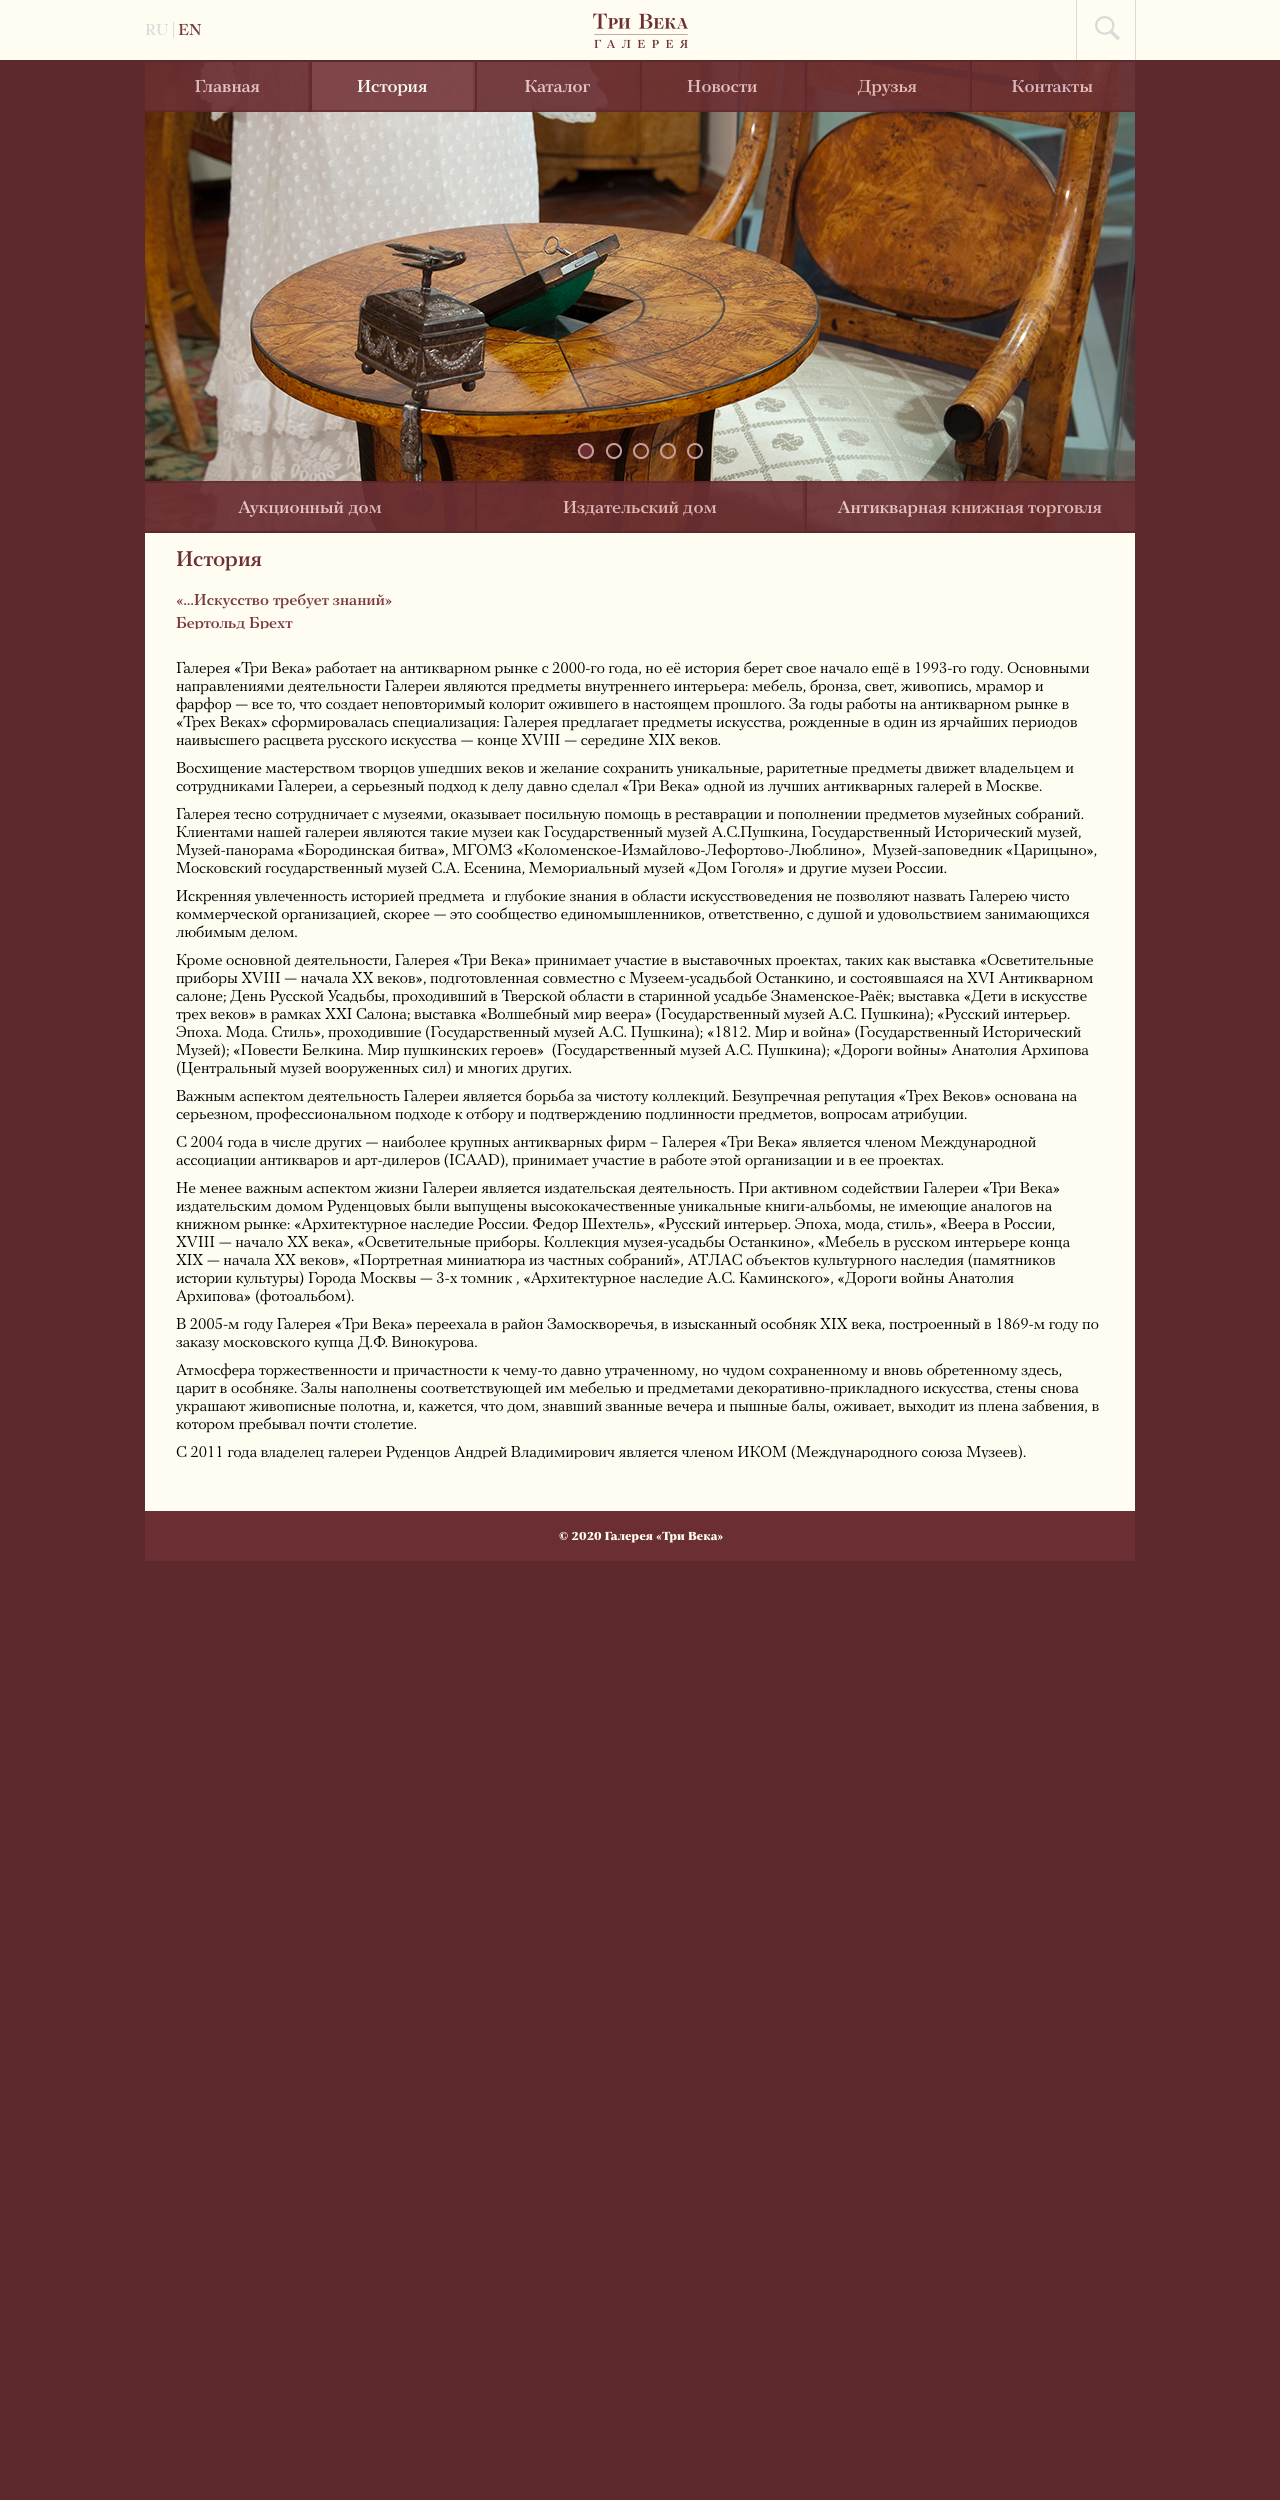 RU | EN
Три Века
ГАЛЕРЕЯ
Главная
История
Каталог
Новости
Друзья
Контакты
Аукционный дом
Издательский дом
Антикварная книжная торговля
История
«...Искусство требует знаний»
Бертольд Брехт
Галерея «Три Века» работает на антикварном рынке с 2000-го года, но её история берет свое начало ещё в 1993-го году. Основными
направлениями деятельности Галереи являются предметы внутреннего интерьера: мебель, бронза, свет, живопись, мрамор и
фарфор — все то, что создает неповторимый колорит ожившего в настоящем прошлого. За годы работы на антикварном рынке в
«Трех Веках» сформировалась специализация: Галерея предлагает предметы искусства, рожденные в один из ярчайших периодов
наивысшего расцвета русского искусства — конце XVIII — середине XIX веков.
Восхищение мастерством творцов ушедших веков и желание сохранить уникальные, раритетные предметы движет владельцем и
сотрудниками Галереи, а серьезный подход к делу давно сделал «Три Века» одной из лучших антикварных галерей в Москве.
Галерея тесно сотрудничает с музеями, оказывает посильную помощь в реставрации и пополнении предметов музейных собраний.
Клиентами нашей галереи являются такие музеи как Государственный музей А.С.Пушкина, Государственный Исторический музей,
Музей-панорама «Бородинская битва», МГОМЗ «Коломенское-Измайлово-Лефортово-Люблино», Музей-заповедник «Царицыно»,
Московский государственный музей С.А. Есенина, Мемориальный музей «Дом Гоголя» и другие музеи России.
Искренняя увлеченность историей предмета и глубокие знания в области искусствоведения не позволяют назвать Галерею чисто
коммерческой организацией, скорее — это сообщество единомышленников, ответственно, с душой и удовольствием занимающихся
любимым делом.
Кроме основной деятельности, Галерея «Три Века» принимает участие в выставочных проектах, таких как выставка «Осветительные
приборы XVIII — начала XX веков», подготовленная совместно с Музеем-усадьбой Останкино, и состоявшаяся на XVI Антикварном
салоне; День Русской Усадьбы, проходивший в Тверской области в старинной усадьбе Знаменское-Раёк; выставка «Дети в искусстве
трех веков» в рамках XXI Салона; выставка «Волшебный мир веера» (Государственный музей А.С. Пушкина); «Русский интерьер.
Эпоха. Мода. Стиль», проходившие (Государственный музей А.С. Пушкина); «1812. Мир и война» (Государственный Исторический
Музей); «Повести Белкина. Мир пушкинских героев» (Государственный музей А.С. Пушкина); «Дороги войны» Анатолия Архипова
(Центральный музей вооруженных сил) и многих других.
Важным аспектом деятельность Галереи является борьба за чистоту коллекций. Безупречная репутация «Трех Веков» основана на
серьезном, профессиональном подходе к отбору и подтверждению подлинности предметов, вопросам атрибуции.
С 2004 года в числе других — наиболее крупных антикварных фирм – Галерея «Три Века» является членом Международной
ассоциации антикваров и арт-дилеров (ICAAD), принимает участие в работе этой организации и в ее проектах.
Не менее важным аспектом жизни Галереи является издательская деятельность. При активном содействии Галереи «Три Века»
издательским домом Руденцовых были выпущены высококачественные уникальные книги-альбомы, не имеющие аналогов на
книжном рынке: «Архитектурное наследие России. Федор Шехтель», «Русский интерьер. Эпоха, мода, стиль», «Веера в России,
XVIII — начало XX века», «Осветительные приборы. Коллекция музея-усадьбы Останкино», «Мебель в русском интерьере конца
XIX — начала XX веков», «Портретная миниатюра из частных собраний», АТЛАС объектов культурного наследия (памятников
истории культуры) Города Москвы — 3-х томник , «Архитектурное наследие А.С. Каминского», «Дороги войны Анатолия
Архипова» (фотоальбом).
В 2005-м году Галерея «Три Века» переехала в район Замоскворечья, в изысканный особняк XIX века, построенный в 1869-м году по
заказу московского купца Д.Ф. Винокурова.
Атмосфера торжественности и причастности к чему-то давно утраченному, но чудом сохраненному и вновь обретенному здесь,
царит в особняке. Залы наполнены соответствующей им мебелью и предметами декоративно-прикладного искусства, стены снова
украшают живописные полотна, и, кажется, что дом, знавший званные вечера и пышные балы, оживает, выходит из плена забвения, в
котором пребывал почти столетие.
С 2011 года владелец галереи Руденцов Андрей Владимирович является членом ИКОМ (Международного союза Музеев).
© 2020 Галерея «Три Века»